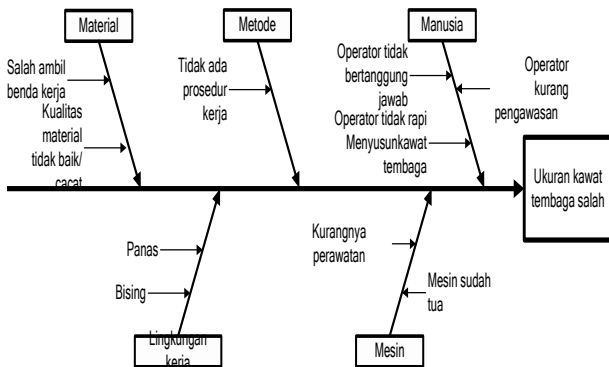 Material
Metode
Manusia
Salah ambil
benda kerja
Kualitas
material
tidak baik/
cacat
Tidak ada
prosedur
kerja
Operator tidak
bertanggung
jawab
Operator tidak rapi
Menyusunkawat
tembaga
Operator
kurang
pengawasan
Ukuran kawat
tembaga salah
Panas
Bising
Lingkungan
kerja
Kurangnya
perawatan
Mesin sudah
tua
Mesin